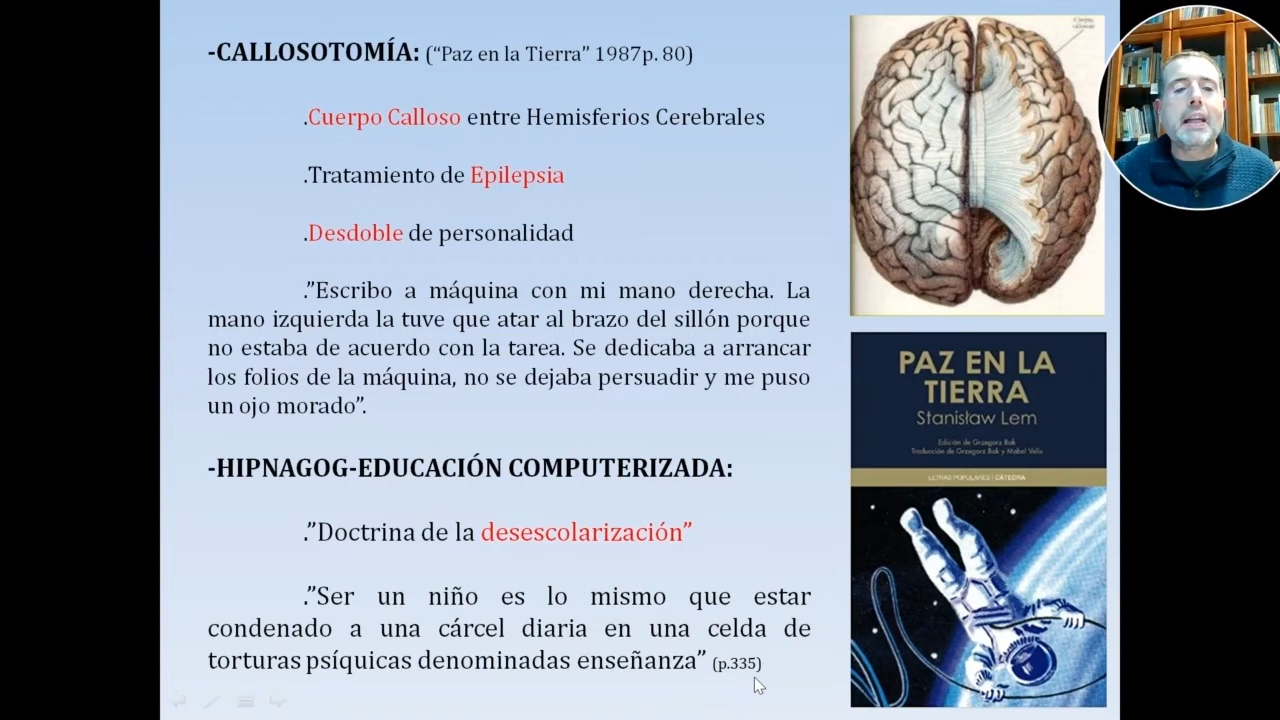 -CALLOSOTOMÍA: (“Paz en la Tierra” 1987p. 80)
.Cuerpo Calloso entre Hemisferios Cerebrales
.Tratamiento de Epilepsia
.Desdoble de personalidad
.”Escribo a máquina con mi mano derecha. La
mano izquierda la tuve que atar al brazo del sillón porque
no estaba de acuerdo con la tarea. Se dedicaba a arrancar
los folios de la máquina, no se dejaba persuadir y me puso
un ojo morado”.
-HIPNAGOG-EDUCACIÓN COMPUTERIZADA:
.”Doctrina de la desescolarización”
.”Ser un niño es lo mismo que estar
condenado a una cárcel diaria en una celda de
torturas psíquicas denominadas enseñanza” (p.335)
PAZ EN LA
TIERRA
Stanisław Lem
Edición de Grzegorz Bak
Traducción de Grzegorz Bak y Mabel Velis
LETRAS POPULARES | CÁTEDRA